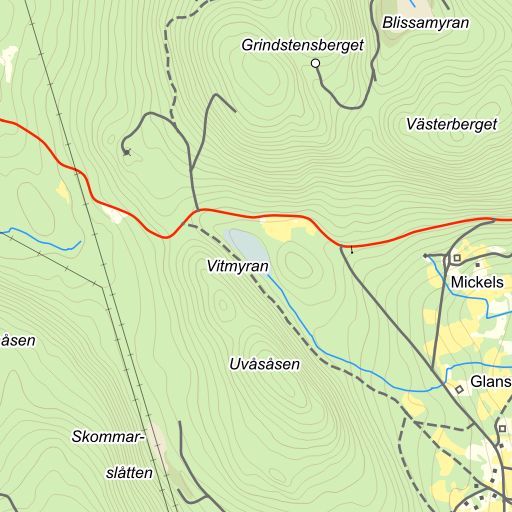 Blissamyran
Grindstensberget
Västerberget
Vitmyran
Mickels
åsen
Uvåsåsen
Glans
Skommar-
slåtten